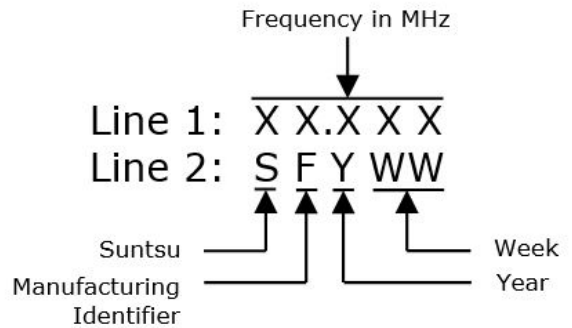 Frequency in MHz
Line 1: X X.X X X
Line 2: S F Y WW
Suntsu
Week
Manufacturing
Identifier
Year